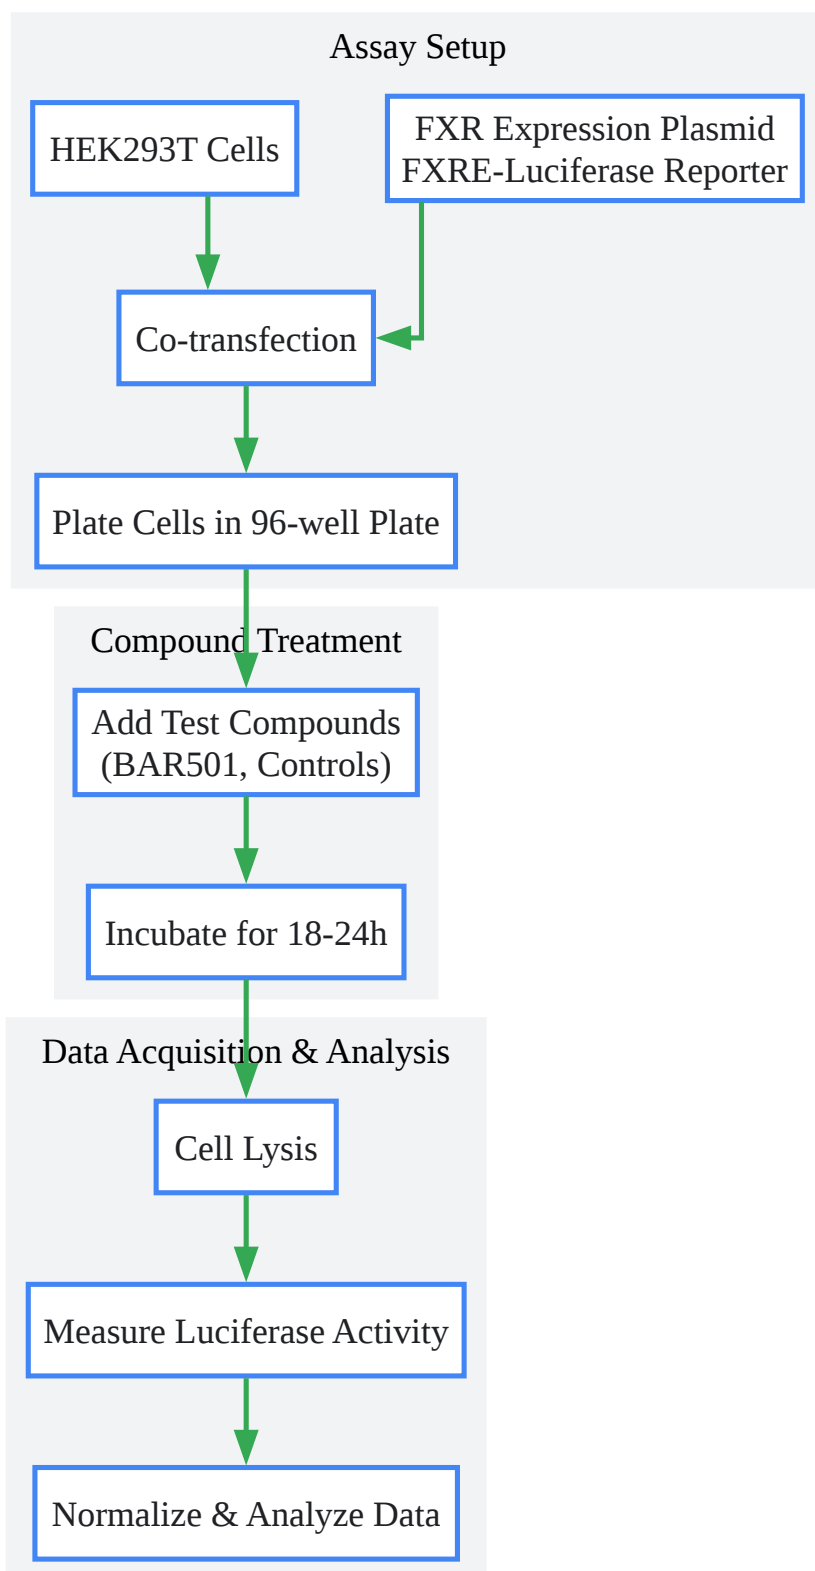 Assay Setup
HEK293T Cells
FXR Expression Plasmid
FXRE-Luciferase Reporter
Co-transfection
Plate Cells in 96-well Plate
Compound Treatment
Add Test Compounds
(BAR501, Controls)
Incubate for 18-24h
Data Acquisition & Analysis
Cell Lysis
Measure Luciferase Activity
Normalize & Analyze Data